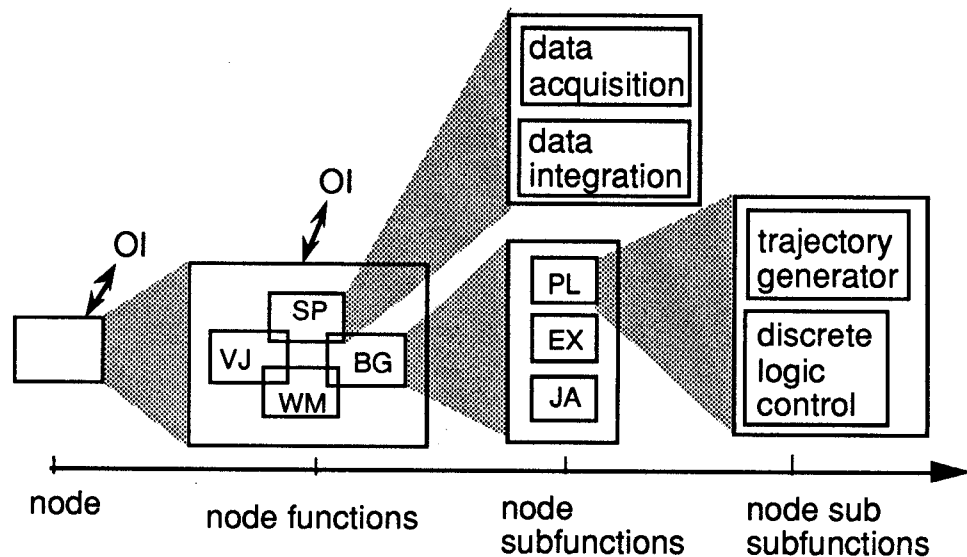 data
acquisition
data
integration
OI
OI
SP
VJ
BG
WM
PL
EX
JA
trajectory
generator
discrete
logic
control
node
node functions
node
subfunctions
node sub
subfunctions